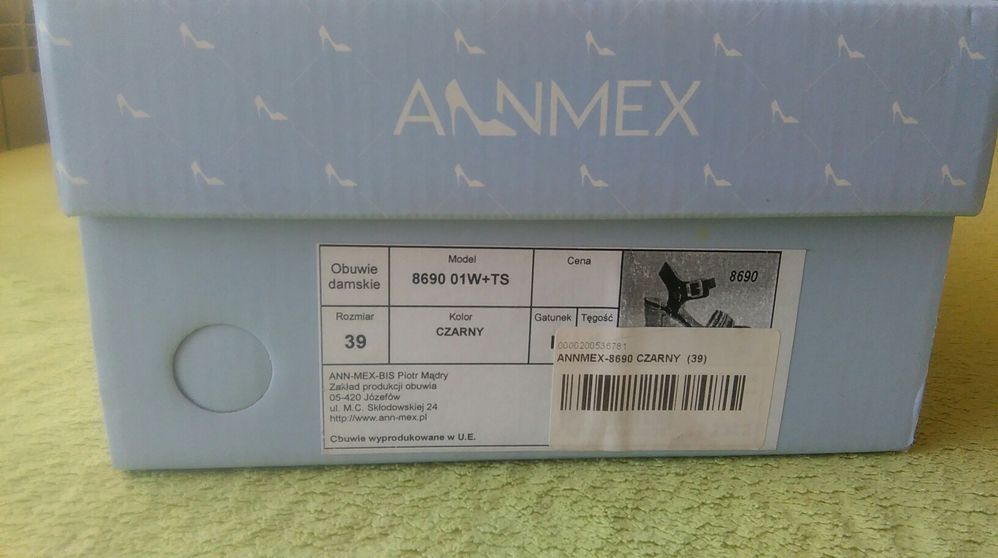 ANNMEX
Obuwie
damskie
Model
8690 01W+TS
Cena
8690
Rozmiar
39
Kolor
CZARNY
Gatunek
Tęgość
0000200536781
ANNMEX-8690 CZARNY (39)
ANN-MEX-BIS Piotr Mądry
Zakład produkcji obuwia
05-420 Józefów
ul. M.C. Skłodowskiej 24
http://www.ann-mex.pl
Obuwie wyprodukowane w U.E.